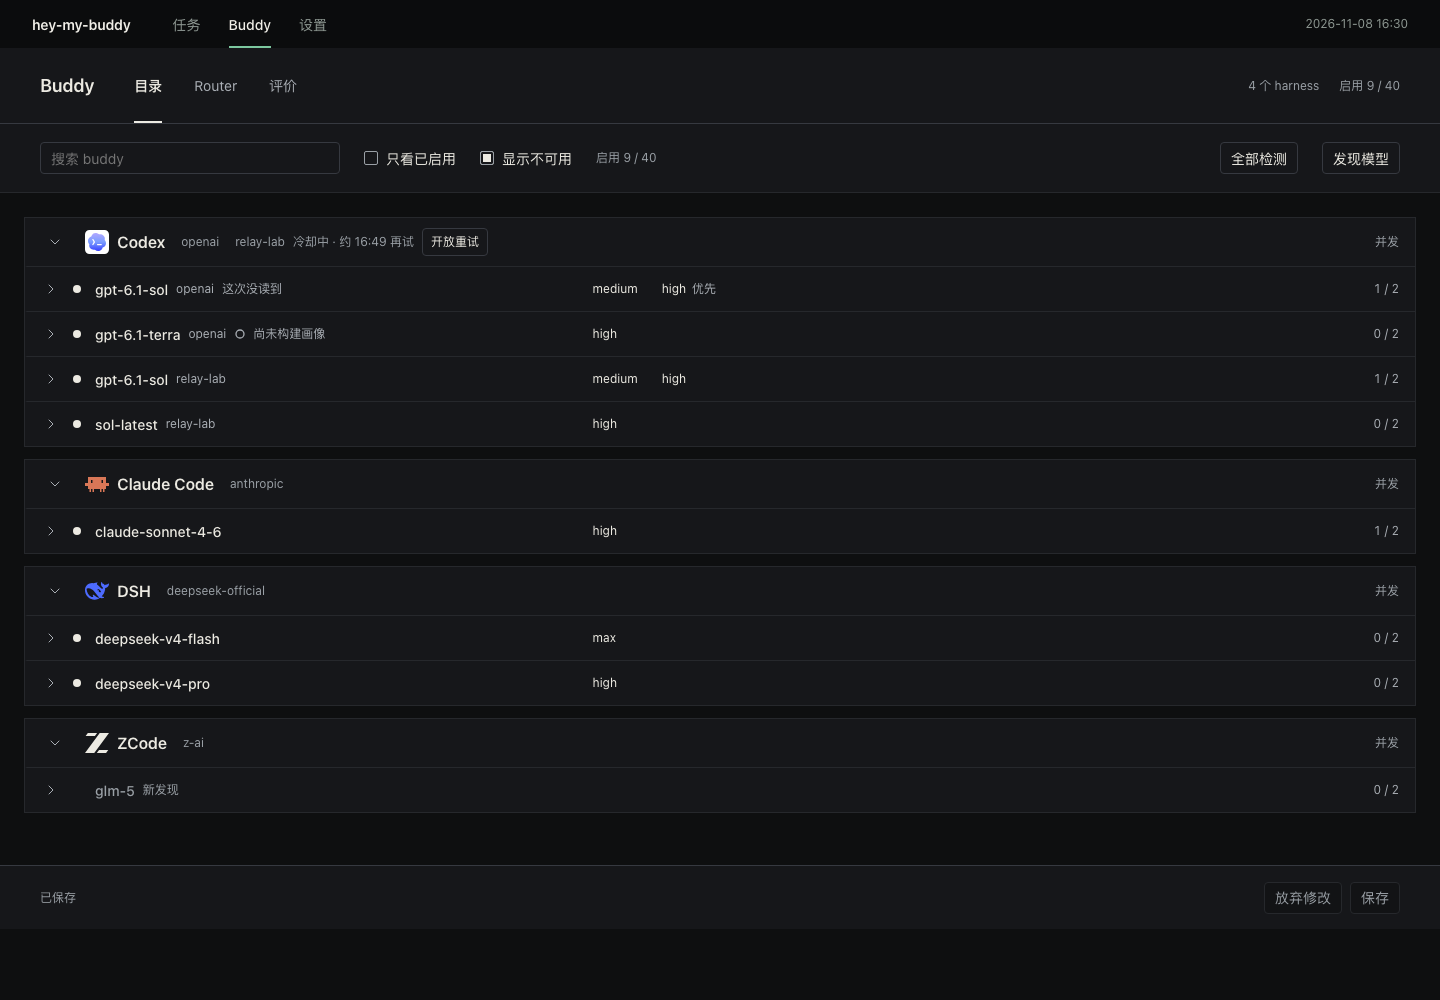 hey-my-buddy 任务 Buddy 设置 2026-11-08 16:30
Buddy 目录 Router 评价 4 个 harness 启用 9 / 40
搜索 buddy 只看已启用 显示不可用 启用 9 / 40 全部检测 发现模型
Codex openai relay-lab 冷却中 · 约 16:49 再试 开放重试 并发
gpt-6.1-sol openai 这次没读到 medium high 优先 1 / 2
gpt-6.1-terra openai 尚未构建画像 high 0 / 2
gpt-6.1-sol relay-lab medium high 1 / 2
sol-latest relay-lab high 0 / 2
Claude Code anthropic 并发
claude-sonnet-4-6 high 1 / 2
DSH deepseek-official 并发
deepseek-v4-flash max 0 / 2
deepseek-v4-pro high 0 / 2
ZCode z-ai 并发
glm-5 新发现 0 / 2
已保存 放弃修改 保存